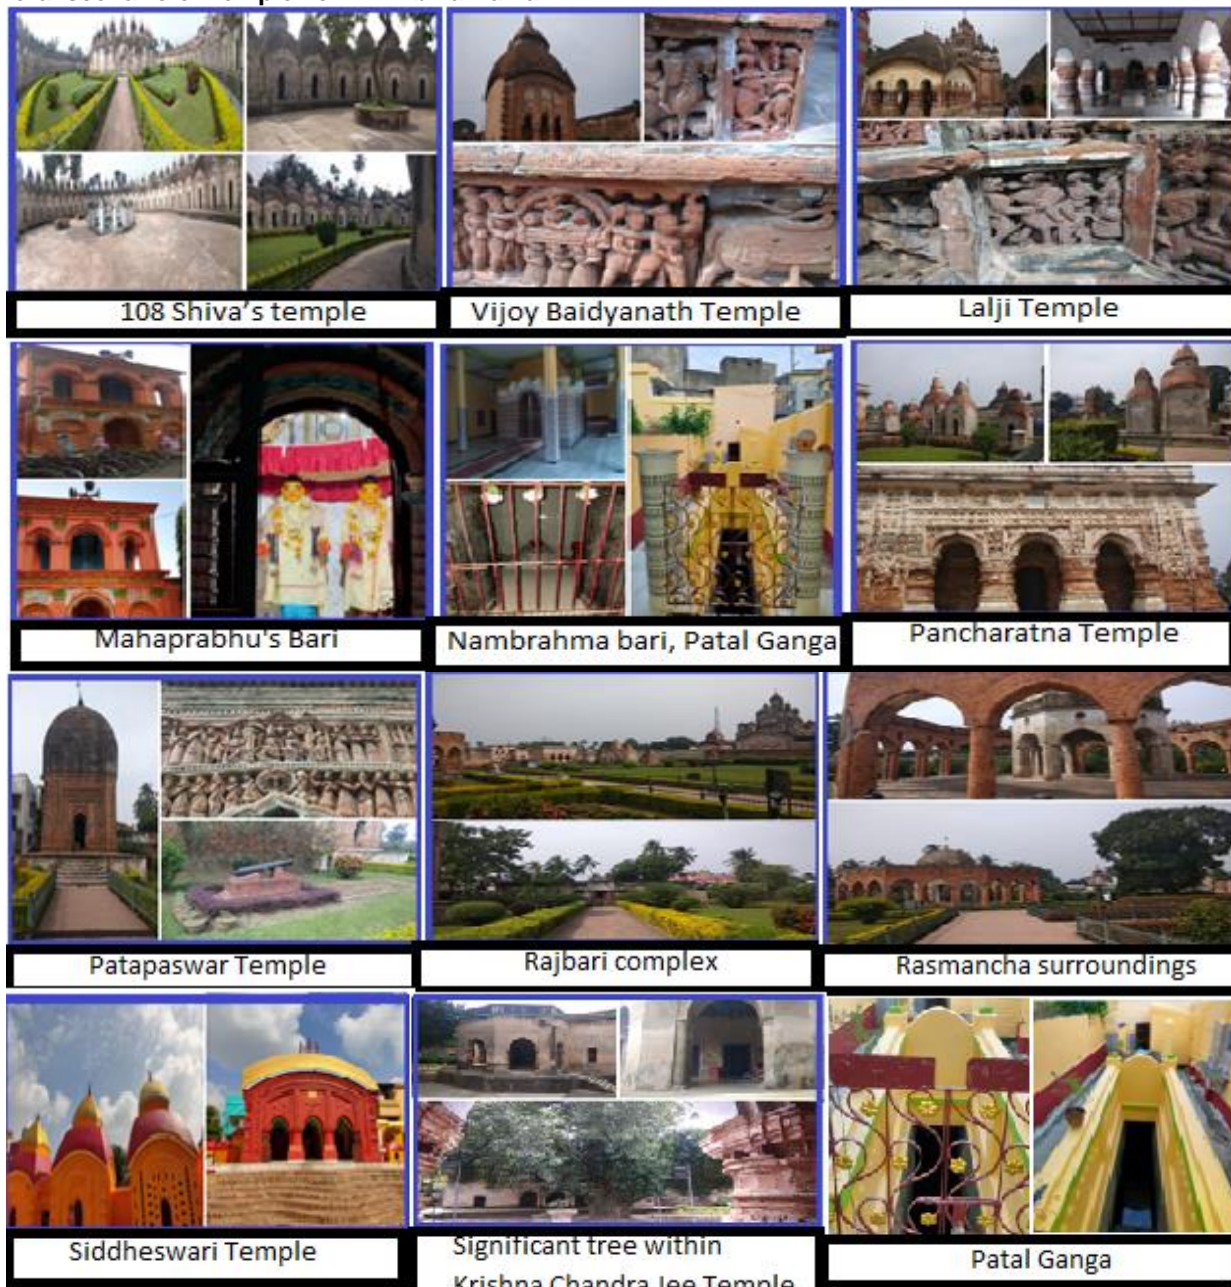 108 Shiva's temple
Vijoy Baidyanath Temple
Lalji Temple
Mahaprabhu's Bari
Nambrahma bari, Patal Ganga
Pancharatna Temple
Patapaswar Temple
Rajbari complex
Rasmancha surroundings
Siddheswari Temple
Significant tree within
Krishna Chandra Jee Temple
Patal Ganga